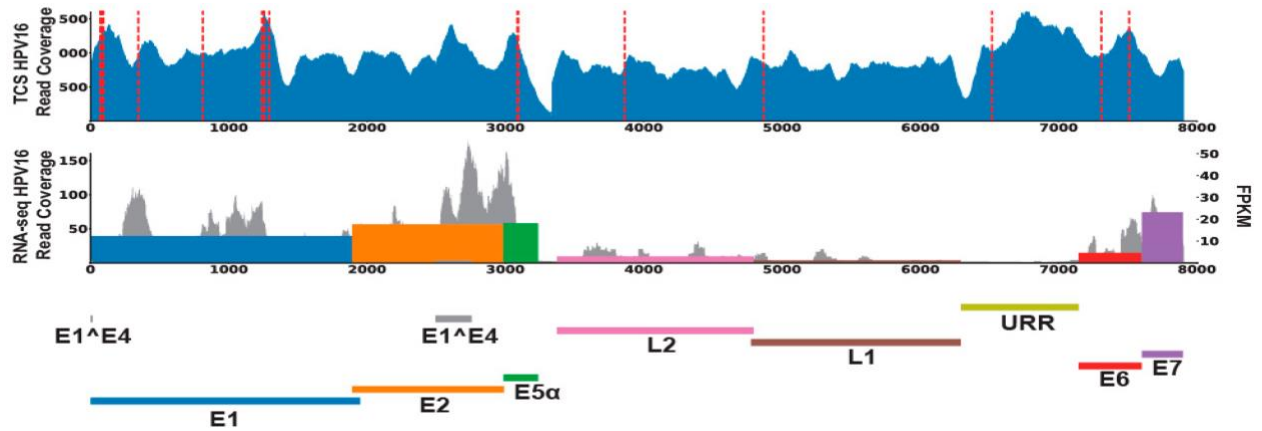 TCS HPV16
Read Coverage
500
000
500
0 1000 2000 3000 4000 5000 6000 7000 8000
RNA-seq HPV16
Read Coverage
150
100
50
50
40
30
20
10
FPKM
0 1000 2000 3000 4000 5000 6000 7000 8000
E1^E4 E1^E4 L2 L1 URR E6 E7
E1 E2 E5α